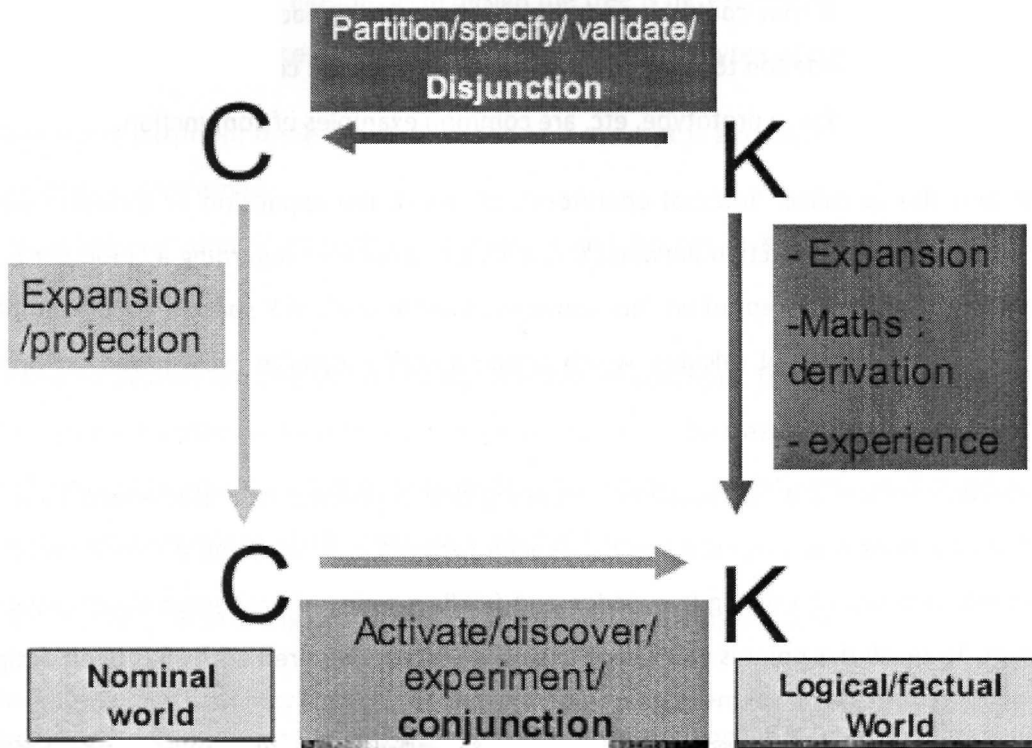 Partition/specify/ validate/
Disjunction
C
K
Expansion
/projection
- Expansion
-Maths :
derivation
- experience
C
K
Activate/discover/
experiment/
conjunction
Nominal
world
Logical/factual
World